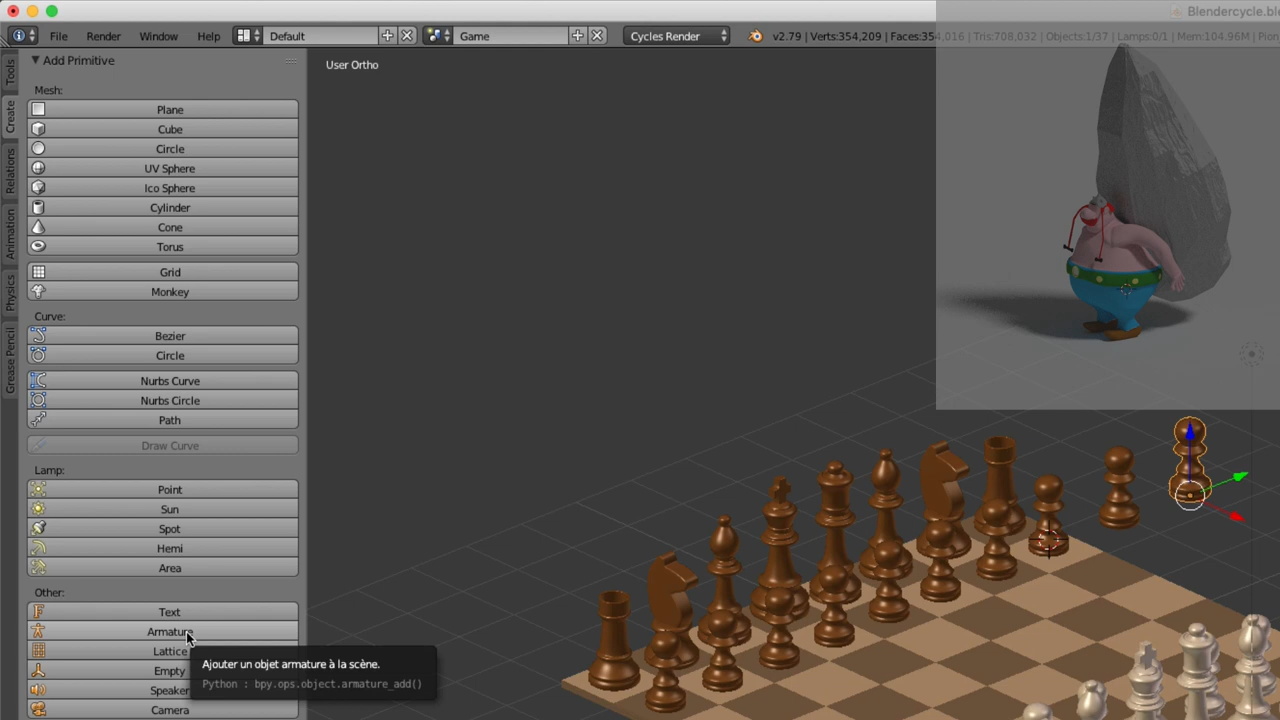 Blendercycle.ble
File Render Window Help Default Game Cycles Render v2.79 | Verts:354,209 | Faces:354,016 | Tris:708,032 | Objects:1/37 | Lamps:0/1 | Mem:104.96M | Pion
Add Primitive
User Ortho
Tools
Create
Relations
Animation
Physics
Grease Pencil
Mesh:
Plane
Cube
Circle
UV Sphere
Ico Sphere
Cylinder
Cone
Torus
Grid
Monkey
Curve:
Bezier
Circle
Nurbs Curve
Nurbs Circle
Path
Draw Curve
Lamp:
Point
Sun
Spot
Hemi
Area
Other:
Text
Armature
Lattice
Empty
Speaker
Camera
Ajouter un objet armature à la scène.
Python : bpy.ops.object.armature_add()